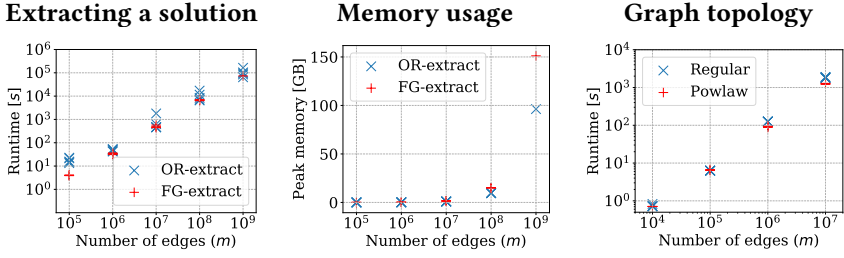 Extracting a solution
Runtime [s]
10^6
10^5
10^4
10^3
10^2
10^1
10^0
OR-extract
FG-extract
10^5 10^6 10^7 10^8 10^9
Number of edges (m)
Memory usage
Peak memory [GB]
150
100
50
0
OR-extract
FG-extract
10^5 10^6 10^7 10^8 10^9
Number of edges (m)
Graph topology
Runtime [s]
10^4
10^3
10^2
10^1
10^0
Regular
Powlaw
10^4 10^5 10^6 10^7
Number of edges (m)